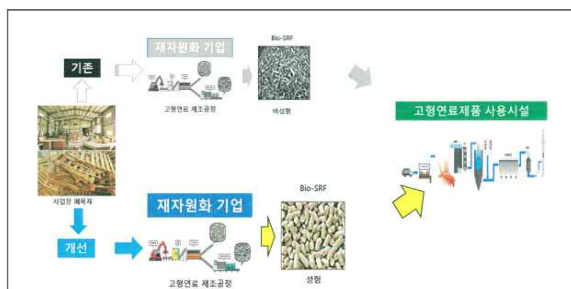 기존
재자원화 기업
고형연료 제조공정
Bio-SRF
비성형
고형연료제품 사용시설
사업장 폐목재
개선
재자원화 기업
고형연료 제조공정
Bio-SRF
성형